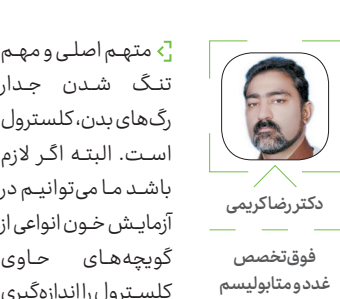 متهم اصلی و مهم
تنگ شدن جدار
رگ‌های بدن، کلسترول
است. البته اگر لازم
باشد ما می‌توانیم در
آزمایش خون انواعی از
گویچه‌های حاوی
کلسترول را اندازه‌گیری
دکتر رضا کریمی
فوق‌تخصص
غدد و متابولیسم